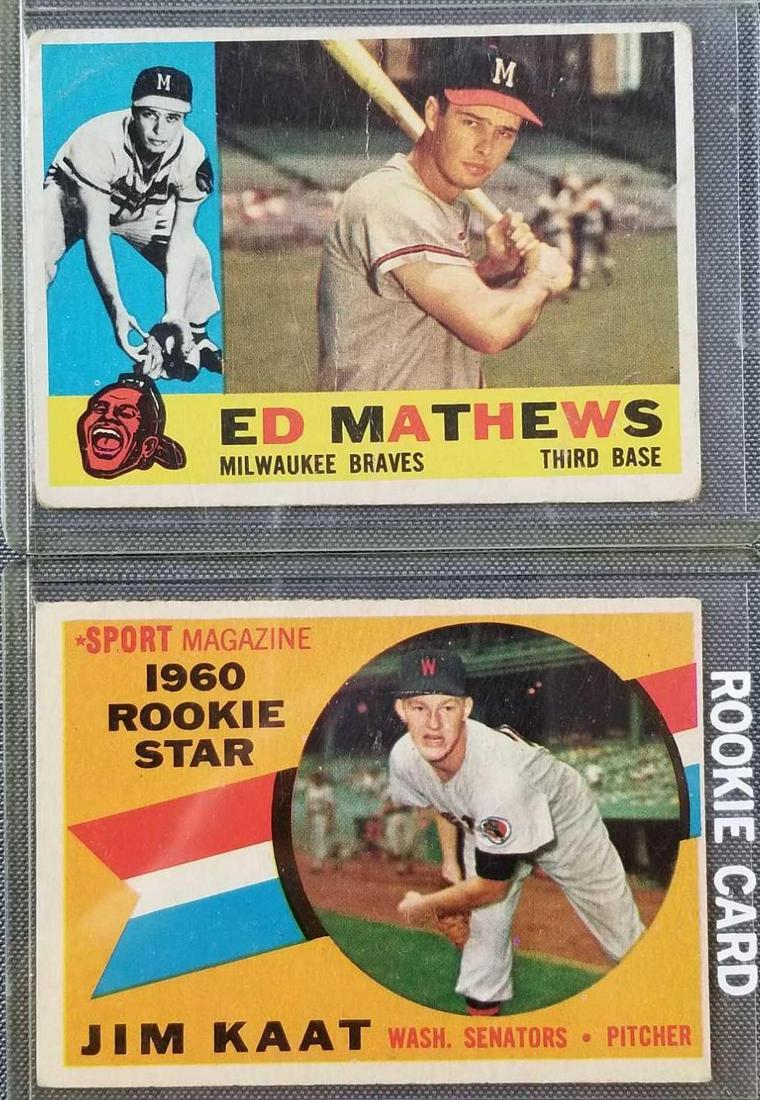 M
M
ED MATHEWS
MILWAUKEE BRAVES THIRD BASE
★SPORT MAGAZINE
1960
ROOKIE
STAR
W
JIM KAAT WASH. SENATORS • PITCHER
ROOKIE CARD